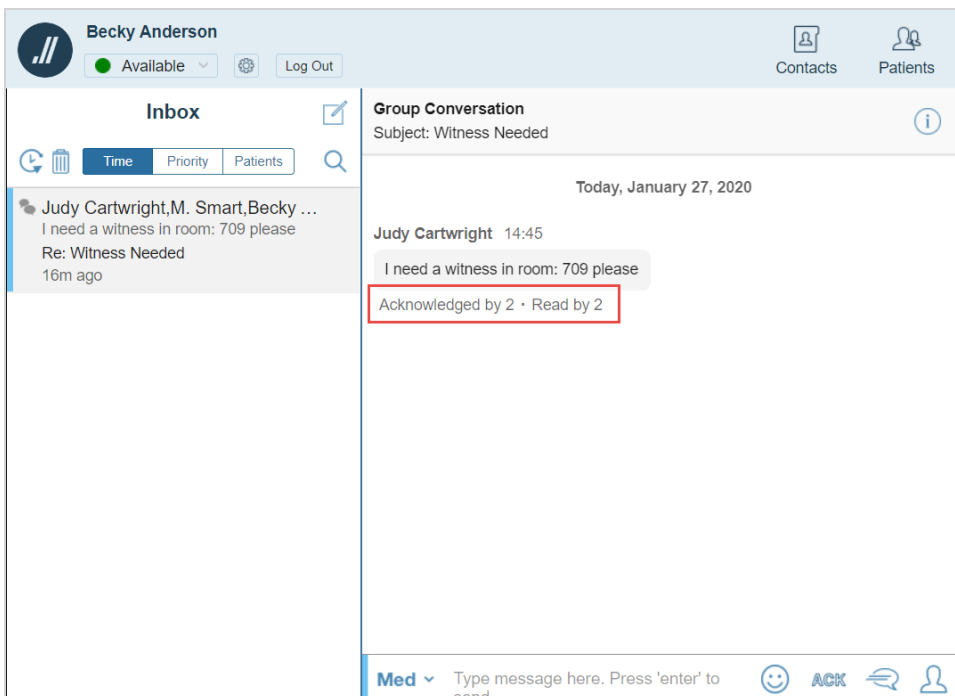 Becky Anderson
Available
Log Out
Contacts
Patients
Inbox
Time
Priority
Patients
Judy Cartwright,M. Smart,Becky ...
I need a witness in room: 709 please
Re: Witness Needed
16m ago
Group Conversation
Subject: Witness Needed
Today, January 27, 2020
Judy Cartwright 14:45
I need a witness in room: 709 please
Acknowledged by 2 · Read by 2
Med
Type message here. Press 'enter' to
send
ACK